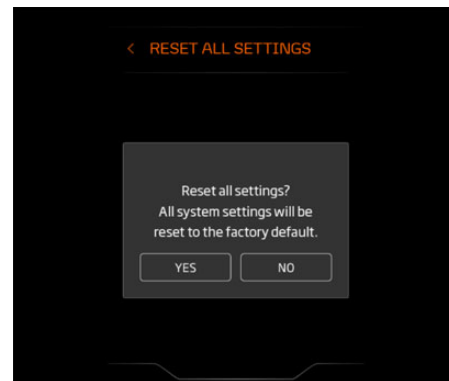 < RESET ALL SETTINGS
Reset all settings?
All system settings will be
reset to the factory default.
YES NO